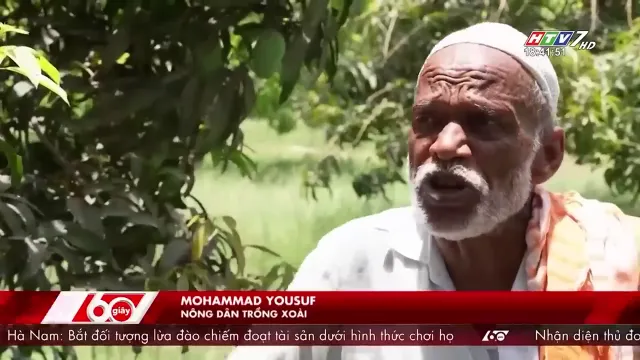 HTV7 HD
18:41:51
60 giây
MOHAMMAD YOUSUF
NÔNG DÂN TRỒNG XOÀI
Hà Nam: Bắt đối tượng lừa đảo chiếm đoạt tài sản dưới hình thức chơi họ 60 Nhận diện thủ đ